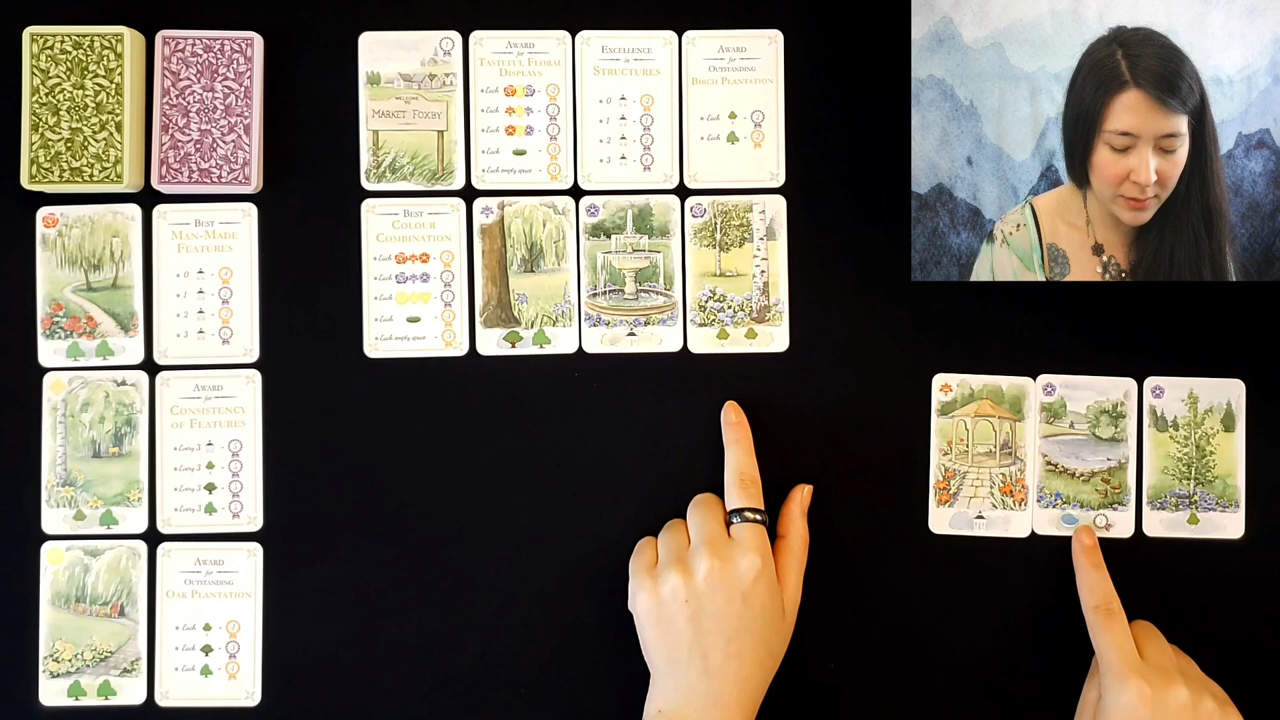 WELCOME
TO
MARKET FOXBY
1
AWARD
for
TASTEFUL FLORAL
DISPLAYS
Each
Each
Each
Each
Each empty space
EXCELLENCE
in
STRUCTURES
0
1
2
3
AWARD
for
OUTSTANDING
BIRCH PLANTATION
Each
Each
BEST
MAN-MADE
FEATURES
0
1
2
3
BEST
COLOUR
COMBINATION
Each
Each
Each
Each
Each empty space
AWARD
for
CONSISTENCY
OF FEATURES
Every 3
Every 3
Every 3
Every 3
AWARD
for
OUTSTANDING
OAK PLANTATION
Each
Each
Each